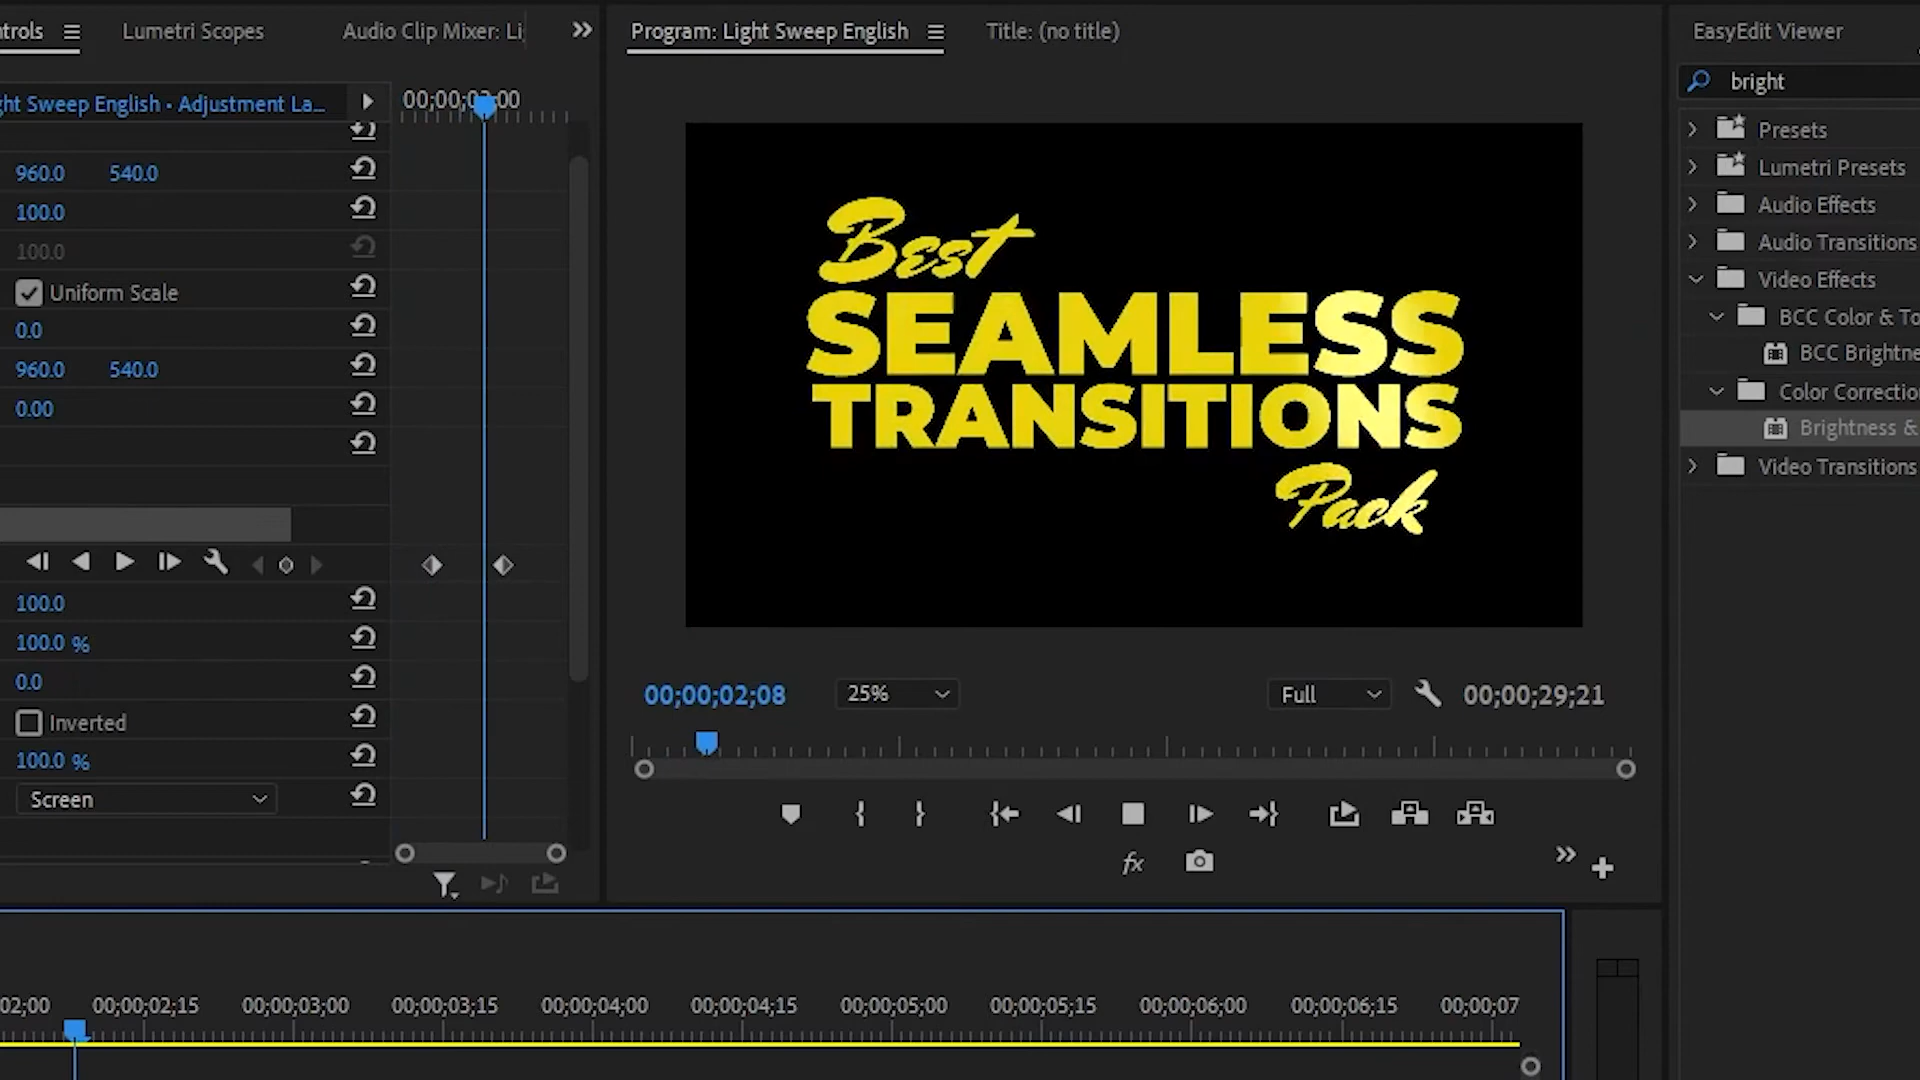 ntrols
Lumetri Scopes
Audio Clip Mixer: Li
Program: Light Sweep English
Title: (no title)
EasyEdit Viewer
ght Sweep English · Adjustment La...
00;00;02;00
bright
960.0 540.0
100.0
100.0
Uniform Scale
0.0
960.0 540.0
0.00
100.0
100.0 %
0.0
Inverted
100.0 %
Screen
Best
SEAMLESS
TRANSITIONS
Pack
00;00;02;08
25%
Full
00;00;29;21
fx
Presets
Lumetri Presets
Audio Effects
Audio Transitions
Video Effects
BCC Color & To
BCC Brightne
Color Correctio
Brightness &
Video Transitions
02;00
00;00;02;15
00;00;03;00
00;00;03;15
00;00;04;00
00;00;04;15
00;00;05;00
00;00;05;15
00;00;06;00
00;00;06;15
00;00;07